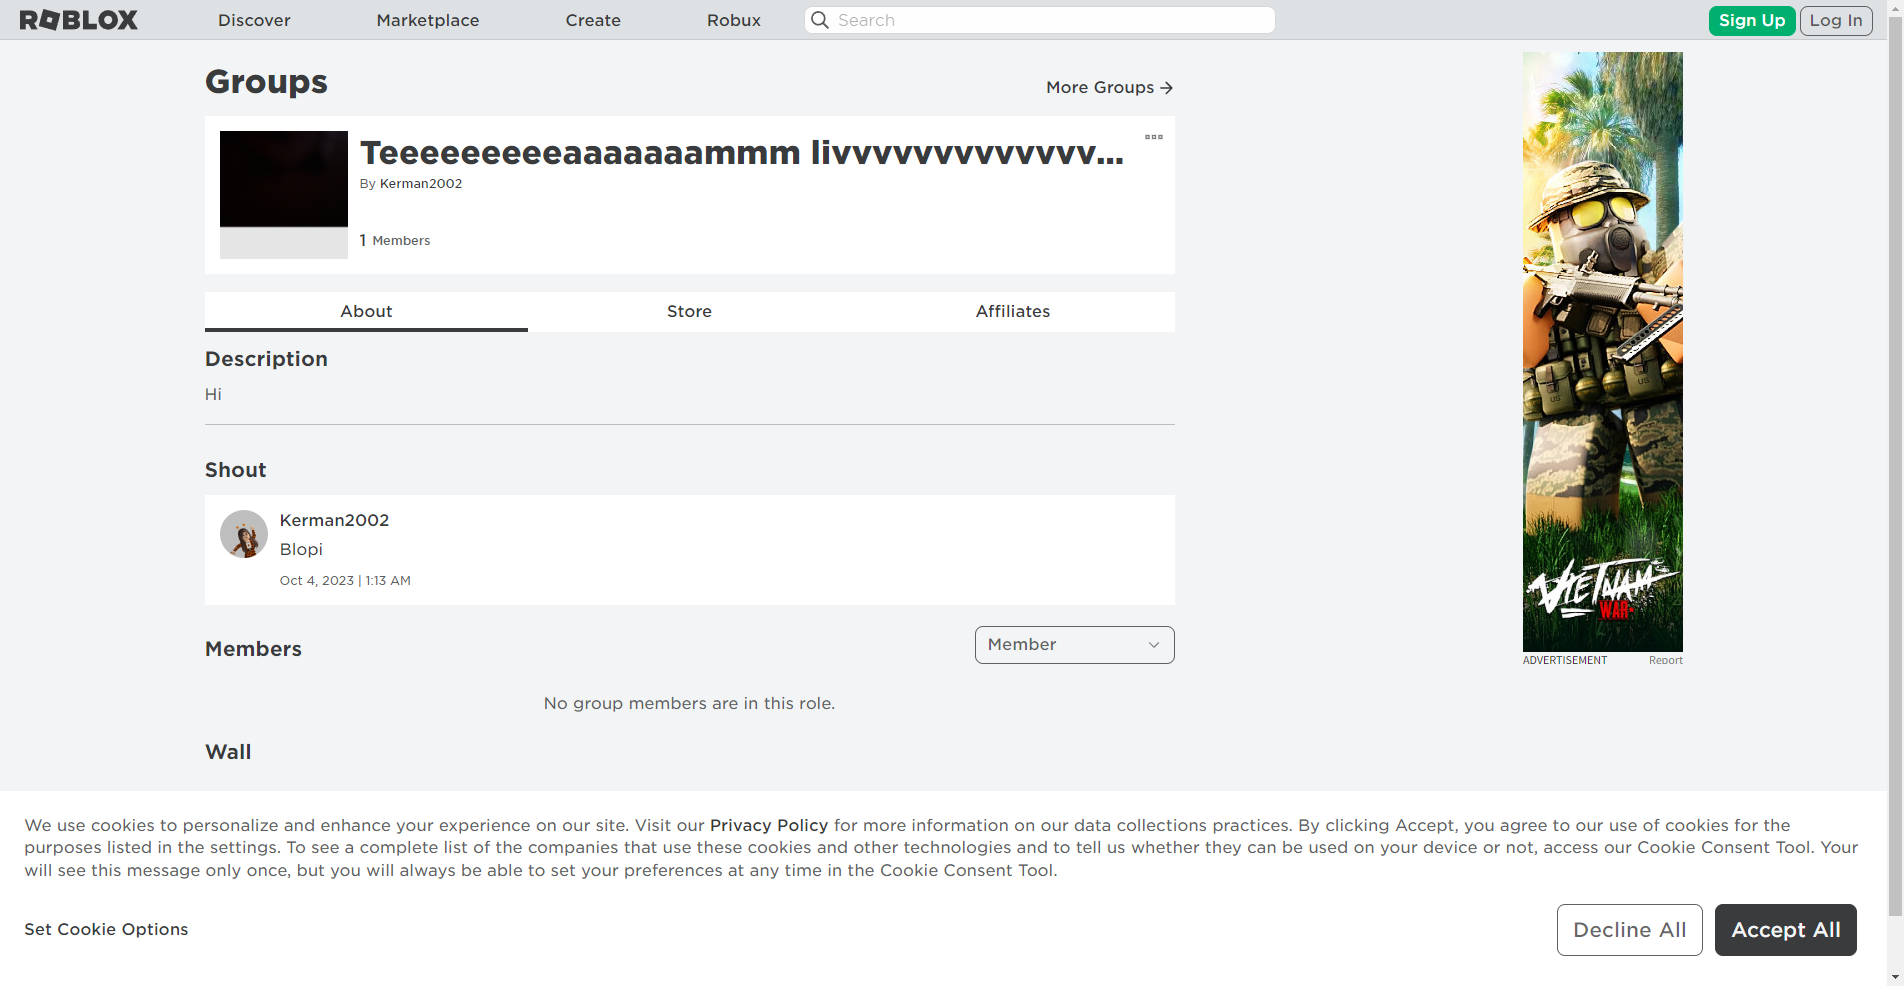 ROBLOX
Discover
Marketplace
Create
Robux
Search
Sign Up
Log In
Groups
More Groups
Teeeeeeeeeaaaaaaammm livvvvvvvvvvvvv...
By Kerman2002
1 Members
About
Store
Affiliates
Description
Hi
Shout
Kerman2002
Blopi
Oct 4, 2023 | 1:13 AM
Members
Member
No group members are in this role.
Wall
US
US
VIETNAM
WAR
ADVERTISEMENT
Report
We use cookies to personalize and enhance your experience on our site. Visit our Privacy Policy for more information on our data collections practices. By clicking Accept, you agree to our use of cookies for the
purposes listed in the settings. To see a complete list of the companies that use these cookies and other technologies and to tell us whether they can be used on your device or not, access our Cookie Consent Tool. Your
will see this message only once, but you will always be able to set your preferences at any time in the Cookie Consent Tool.
Set Cookie Options
Decline All
Accept All